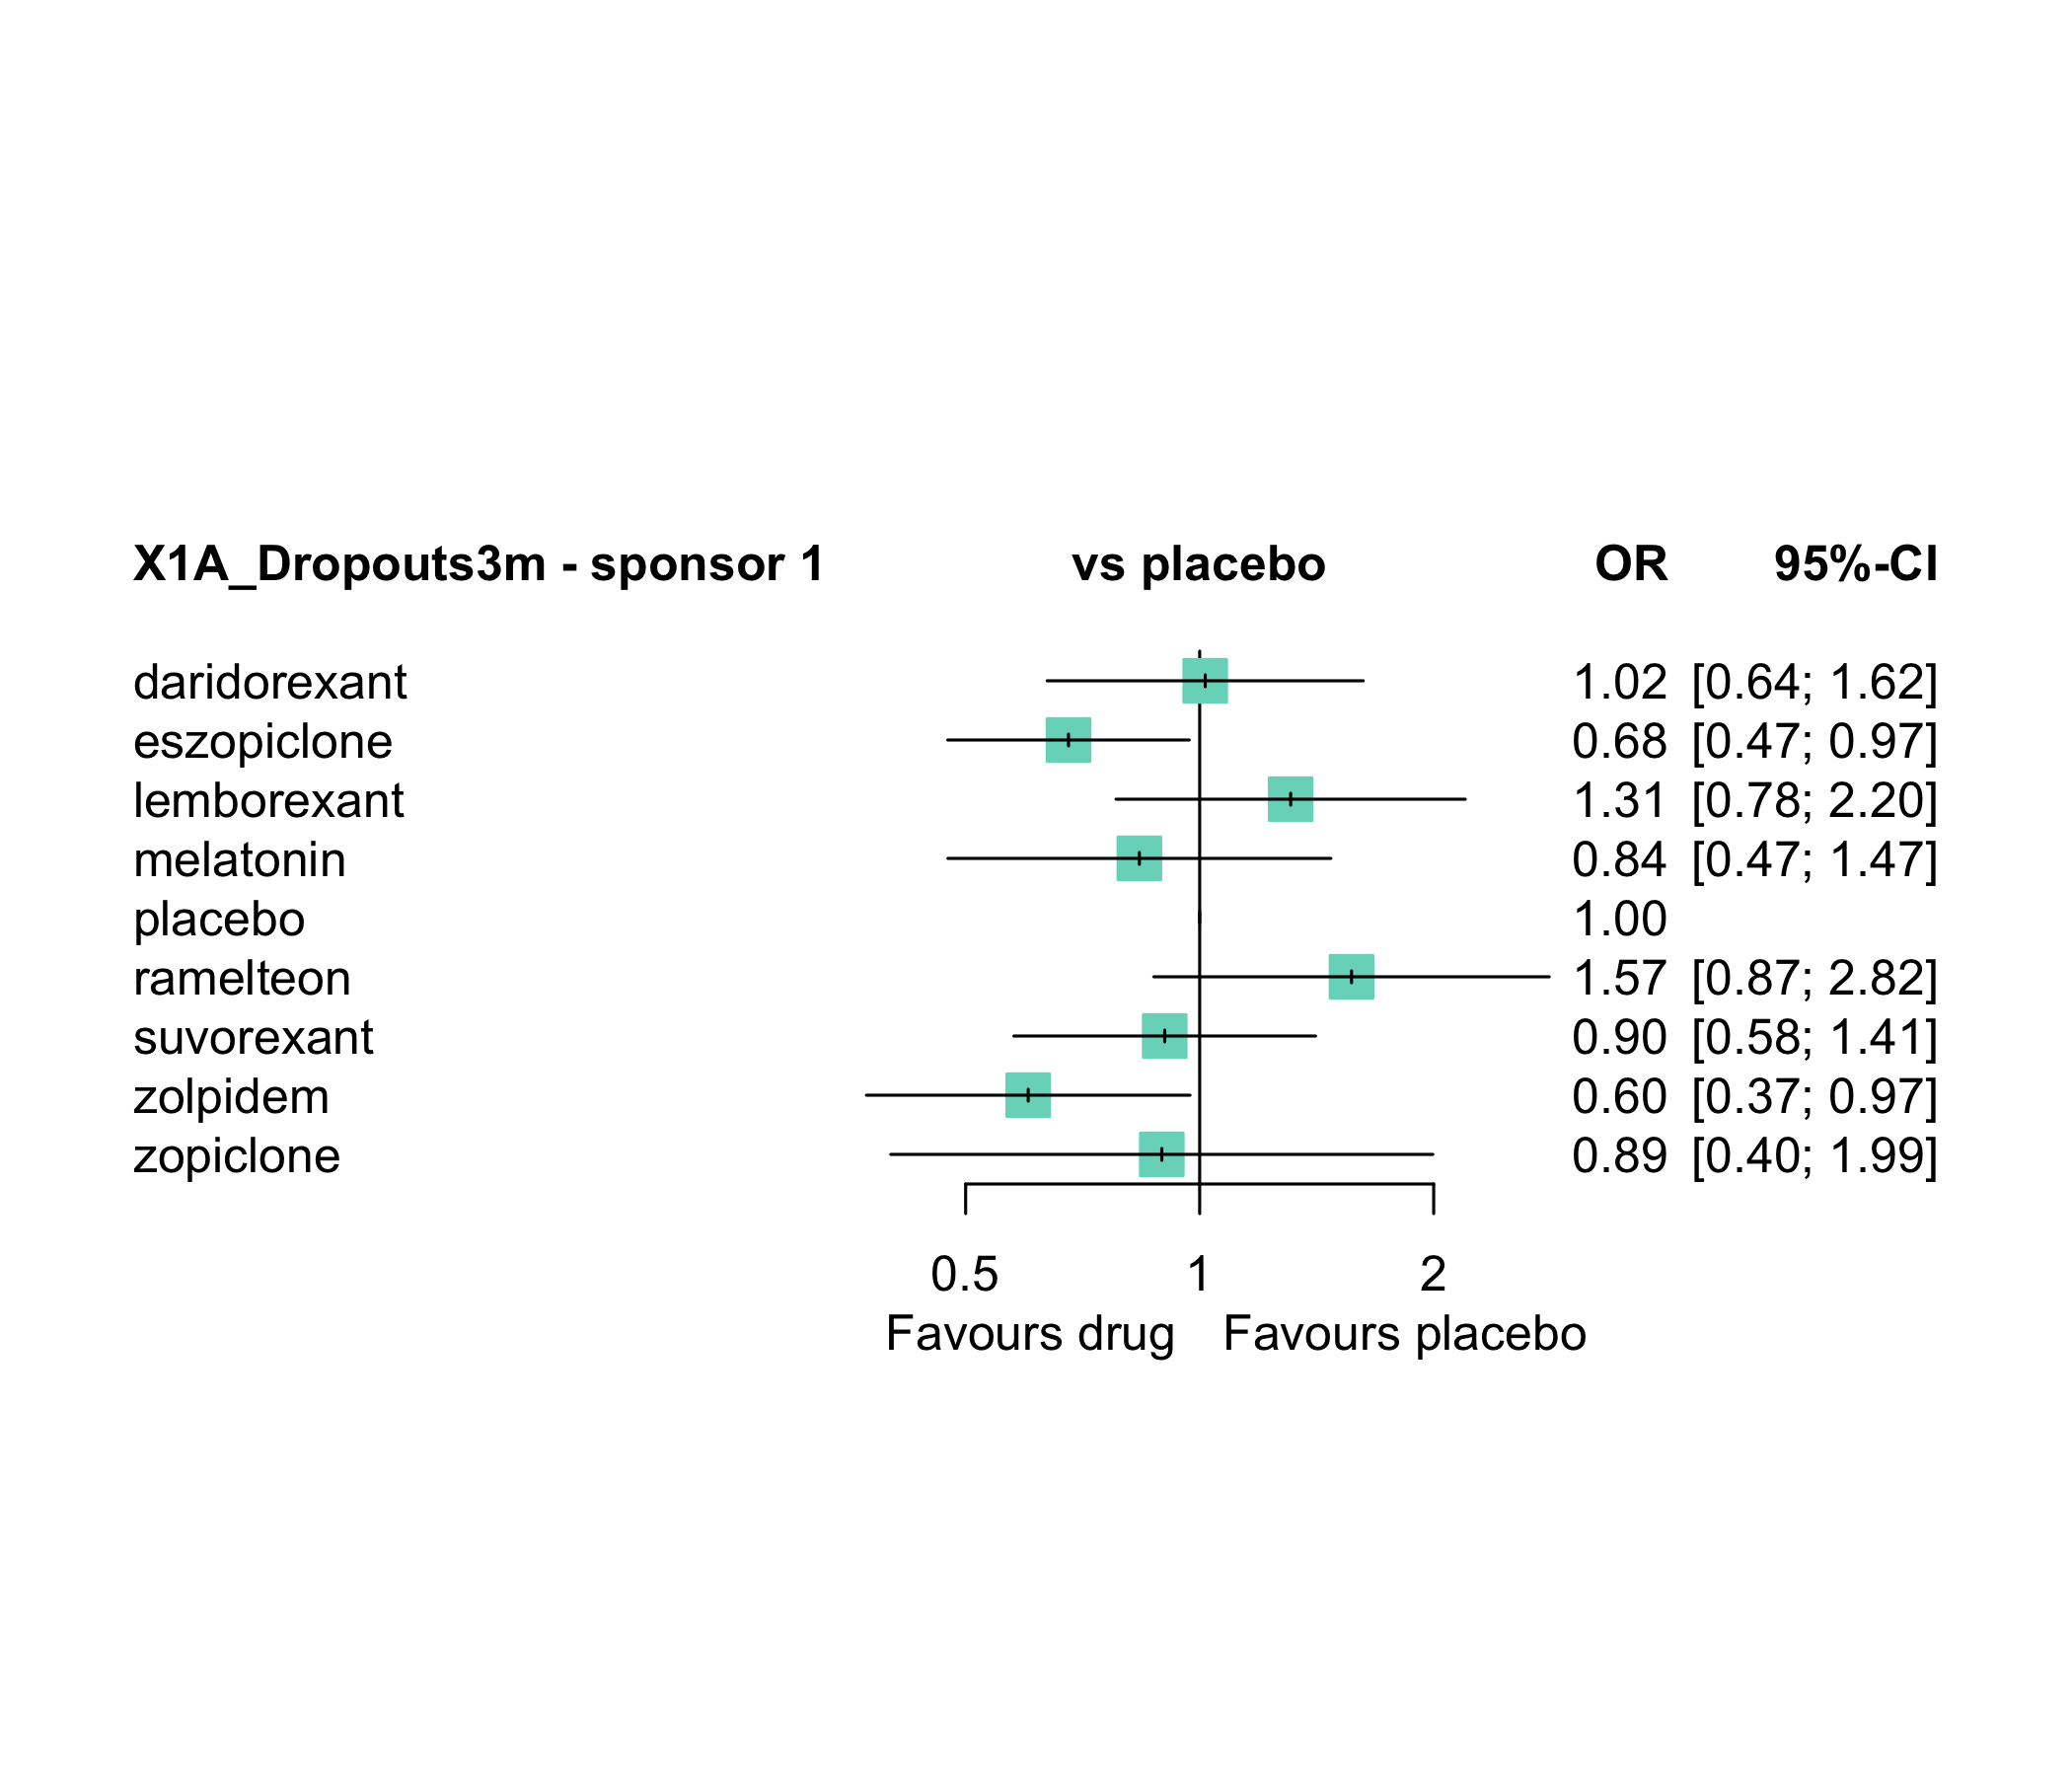 X1A_Dropouts3m - sponsor 1 vs placebo OR 95%-CI
daridorexant 1.02 [0.64; 1.62]
eszopiclone 0.68 [0.47; 0.97]
lemborexant 1.31 [0.78; 2.20]
melatonin 0.84 [0.47; 1.47]
placebo 1.00
ramelteon 1.57 [0.87; 2.82]
suvorexant 0.90 [0.58; 1.41]
zolpidem 0.60 [0.37; 0.97]
zopiclone 0.89 [0.40; 1.99]
0.5 1 2
Favours drug Favours placebo